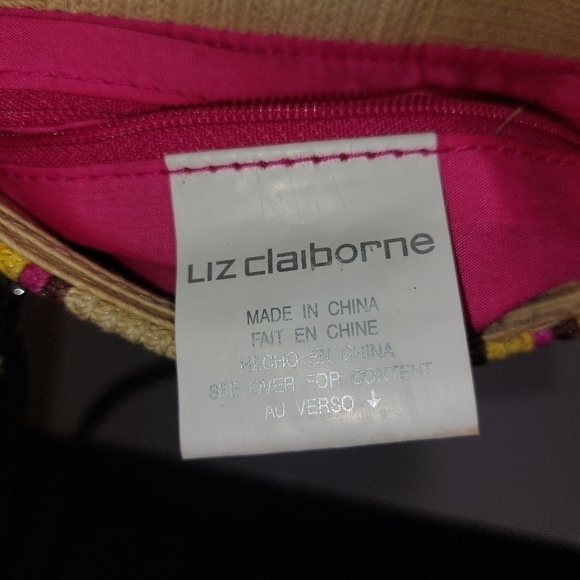 LIZ claiborne
MADE IN CHINA
FAIT EN CHINE
HECHO EN CHINA
SEE OVER FOR CONTENT
AU VERSO ↓